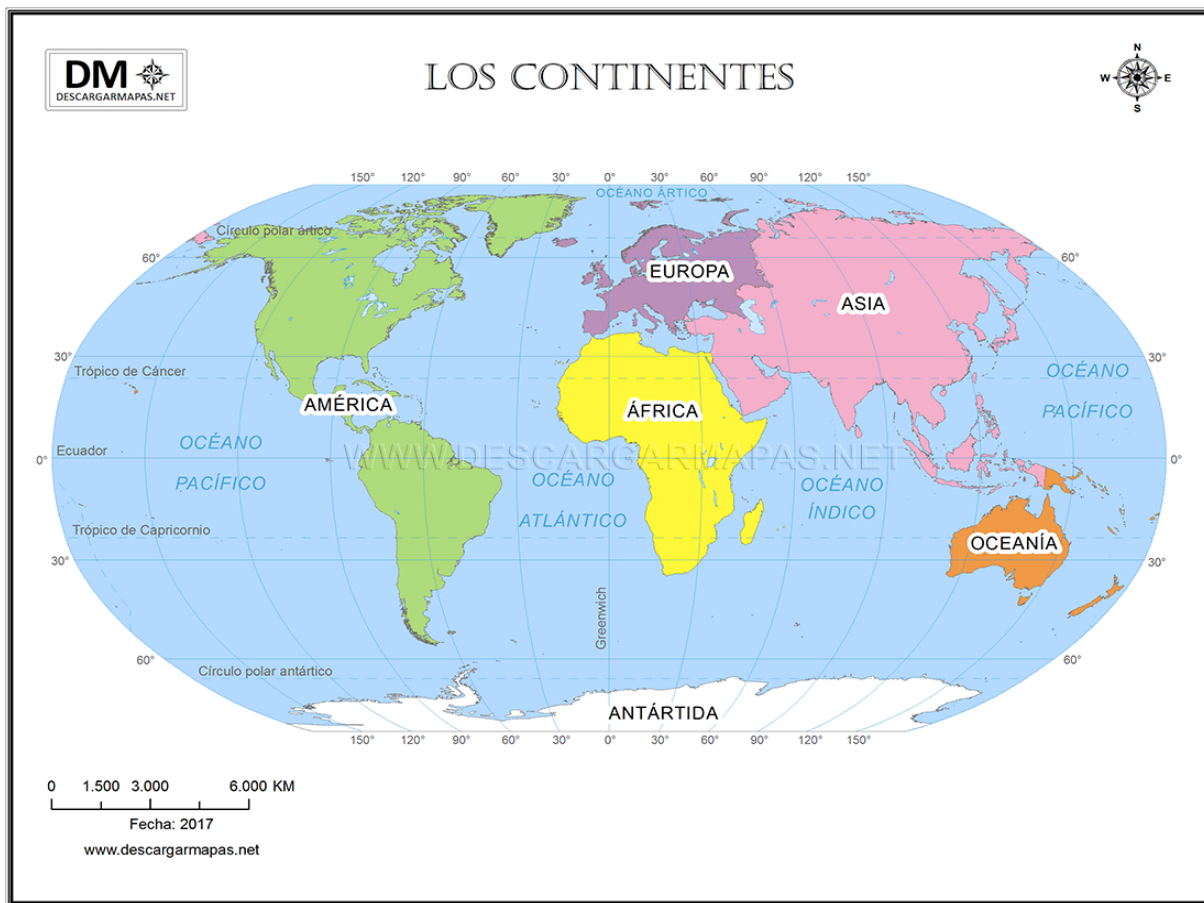 DM
DESCARGARMAPAS.NET
LOS CONTINENTES
N
W E
S
150° 120° 90° 60° 30° 0° 30° 60° 90° 120° 150°
OCÉANO ÁRTICO
Círculo polar ártico
60° 60°
EUROPA
ASIA
30° 30°
Trópico de Cáncer
OCÉANO
PACÍFICO
AMÉRICA
ÁFRICA
OCÉANO
PACÍFICO
Ecuador
0° 0°
WWW.DESCARGARMAPAS.NET
OCÉANO
ATLÁNTICO
OCÉANO
ÍNDICO
Trópico de Capricornio
OCEANÍA
30° 30°
Greenwich
60° 60°
Círculo polar antártico
ANTÁRTIDA
150° 120° 90° 60° 30° 0° 30° 60° 90° 120° 150°
0 1.500 3.000 6.000 KM
Fecha: 2017
www.descargarmapas.net